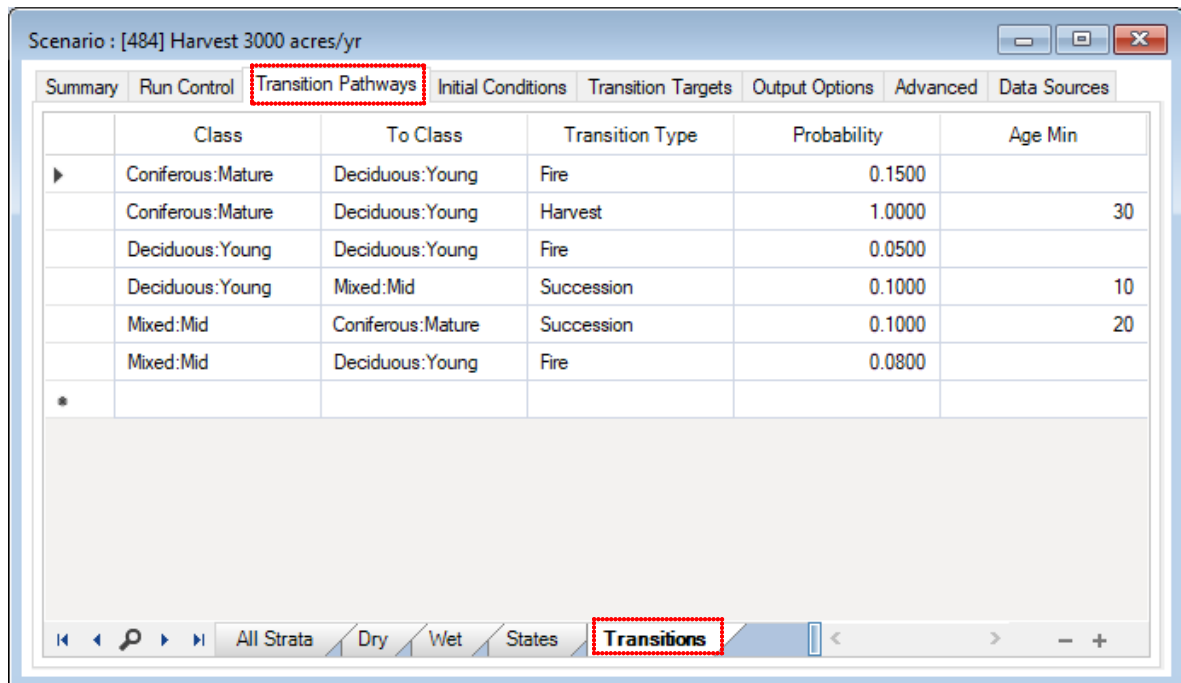 Scenario : [484] Harvest 3000 acres/yr
Summary Run Control Transition Pathways Initial Conditions Transition Targets Output Options Advanced Data Sources
Class To Class Transition Type Probability Age Min
Coniferous:Mature Deciduous:Young Fire 0.1500
Coniferous:Mature Deciduous:Young Harvest 1.0000 30
Deciduous:Young Deciduous:Young Fire 0.0500
Deciduous:Young Mixed:Mid Succession 0.1000 10
Mixed:Mid Coniferous:Mature Succession 0.1000 20
Mixed:Mid Deciduous:Young Fire 0.0800
All Strata Dry Wet States Transitions